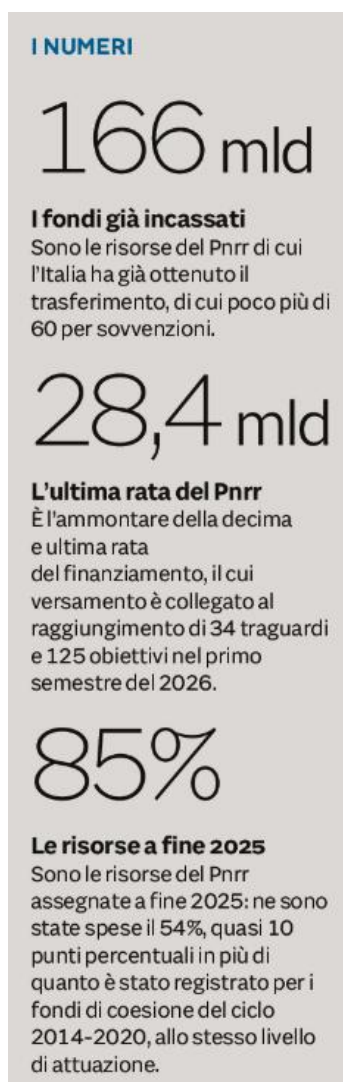 I NUMERI
166 mld
I fondi già incassati
Sono le risorse del Pnrr di cui
l'Italia ha già ottenuto il
trasferimento, di cui poco più di
60 per sovvenzioni.
28,4 mld
L'ultima rata del Pnrr
È l'ammontare della decima
e ultima rata
del finanziamento, il cui
versamento è collegato al
raggiungimento di 34 traguardi
e 125 obiettivi nel primo
semestre del 2026.
85%
Le risorse a fine 2025
Sono le risorse del Pnrr
assegnate a fine 2025: ne sono
state spese il 54%, quasi 10
punti percentuali in più di
quanto è stato registrato per i
fondi di coesione del ciclo
2014-2020, allo stesso livello
di attuazione.